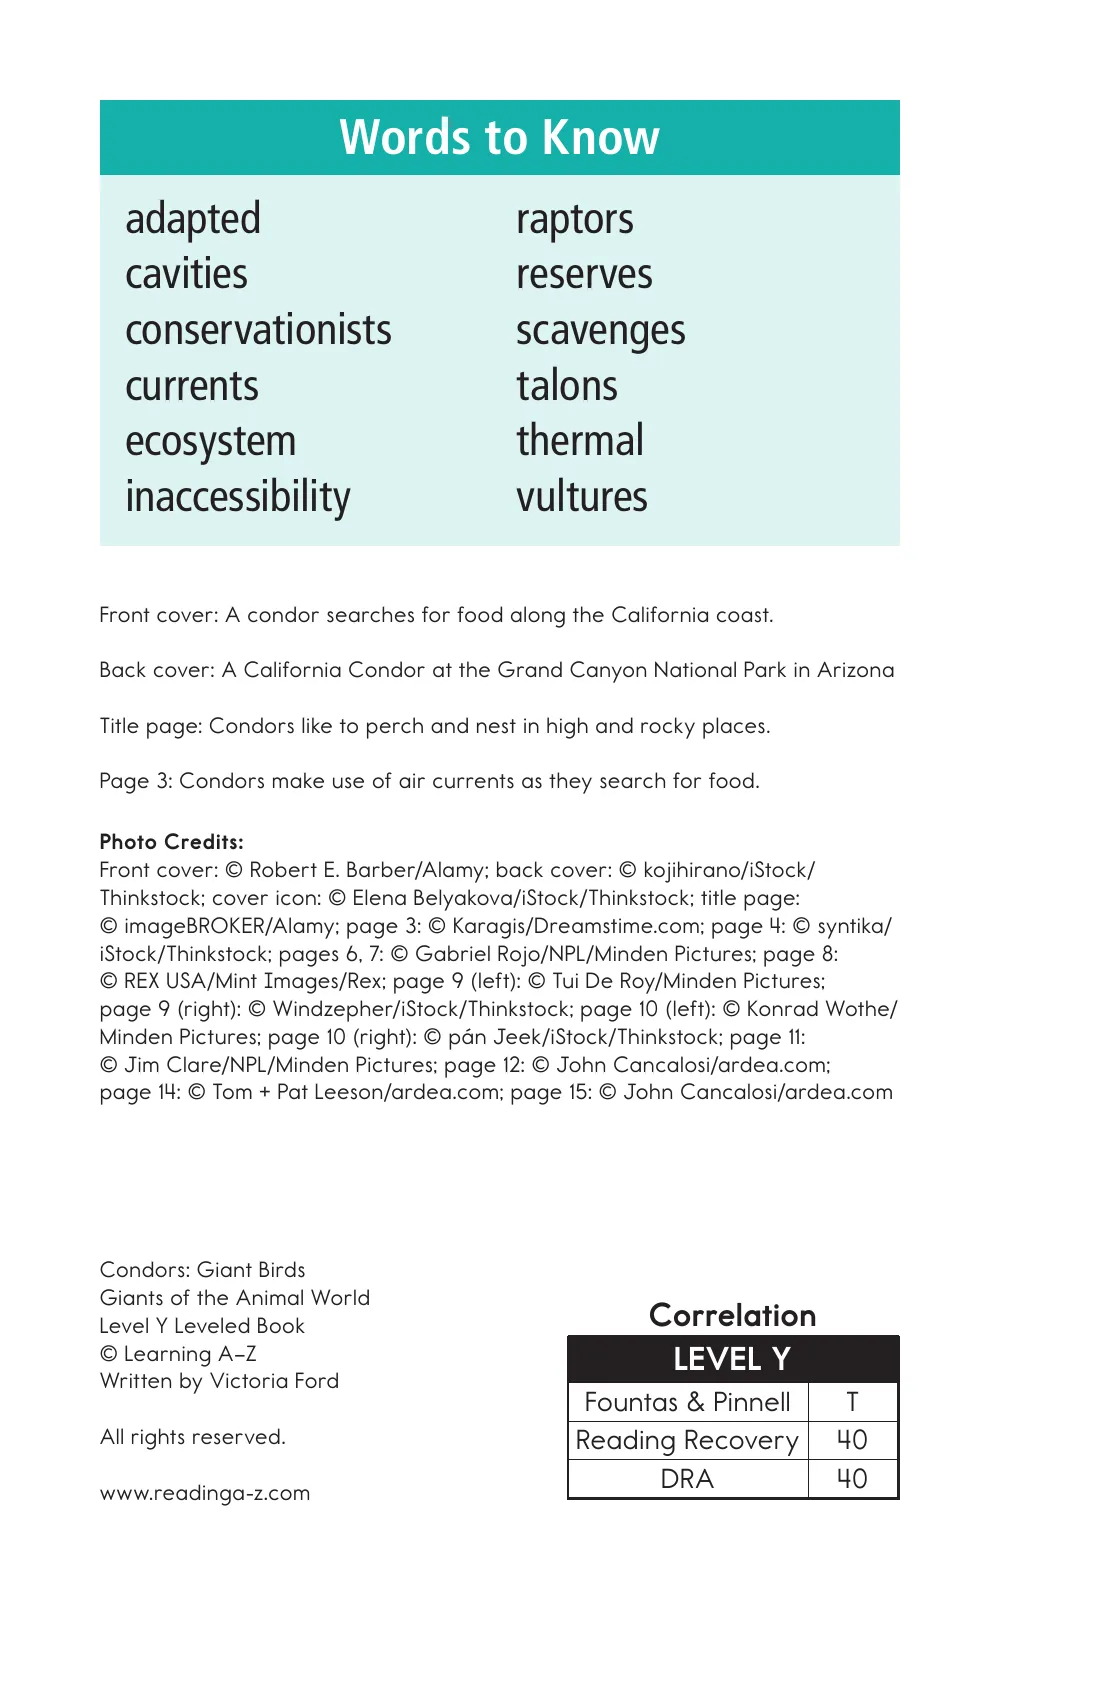 Words to Know
adapted
cavities
conservationists
currents
ecosystem
inaccessibility
raptors
reserves
scavenges
talons
thermal
vultures
Front cover: A condor searches for food along the California coast.
Back cover: A California Condor at the Grand Canyon National Park in Arizona
Title page: Condors like to perch and nest in high and rocky places.
Page 3: Condors make use of air currents as they search for food.
Photo Credits:
Front cover: © Robert E. Barber/Alamy; back cover: © kojihirano/iStock/
Thinkstock; cover icon: © Elena Belyakova/iStock/Thinkstock; title page:
© imageBROKER/Alamy; page 3: © Karagis/Dreamstime.com; page 4: © syntika/
iStock/Thinkstock; pages 6, 7: © Gabriel Rojo/NPL/Minden Pictures; page 8:
© REX USA/Mint Images/Rex; page 9 (left): © Tui De Roy/Minden Pictures;
page 9 (right): © Windzepher/iStock/Thinkstock; page 10 (left): © Konrad Wothe/
Minden Pictures; page 10 (right): © pán Jeek/iStock/Thinkstock; page 11:
© Jim Clare/NPL/Minden Pictures; page 12: © John Cancalosi/ardea.com;
page 14: © Tom + Pat Leeson/ardea.com; page 15: © John Cancalosi/ardea.com
Condors: Giant Birds
Giants of the Animal World
Level Y Leveled Book
© Learning A–Z
Written by Victoria Ford
All rights reserved.
www.readinga-z.com
Correlation
LEVEL Y
Fountas & Pinnell T
Reading Recovery 40
DRA 40